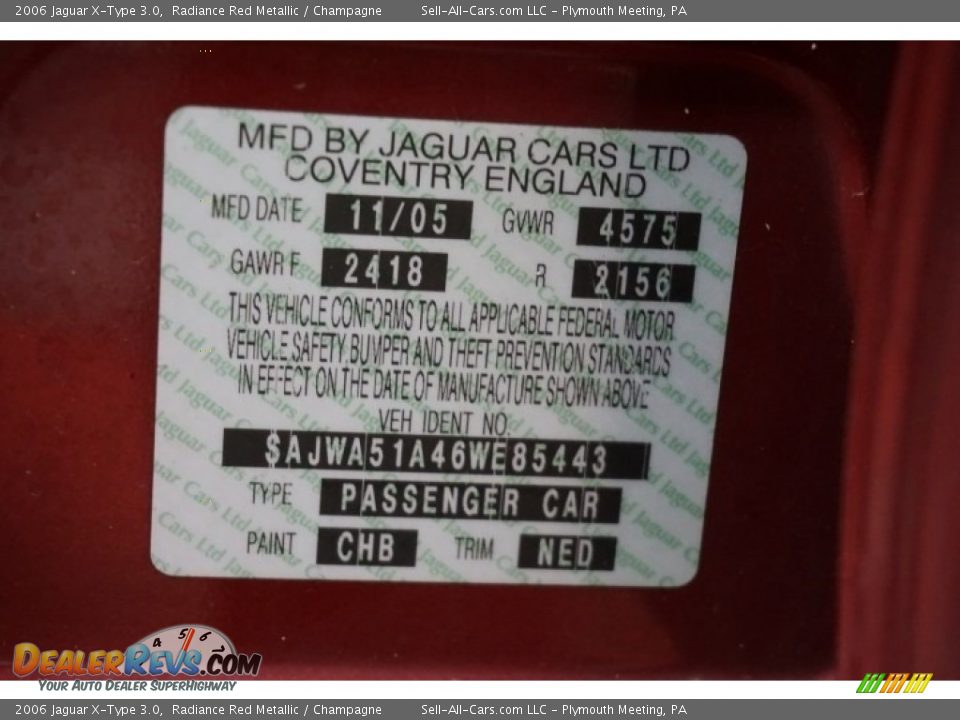 2006 Jaguar X-Type 3.0, Radiance Red Metallic / Champagne Sell-All-Cars.com LLC - Plymouth Meeting, PA
MFD BY JAGUAR CARS LTD
COVENTRY ENGLAND
MFD DATE 11/05 GVWR 4575
GAWR F 2418 R 2156
THIS VEHICLE CONFORMS TO ALL APPLICABLE FEDERAL MOTOR
VEHICLE SAFETY BUMPER AND THEFT PREVENTION STANDARDS
IN EFFECT ON THE DATE OF MANUFACTURE SHOWN ABOVE
VEH IDENT NO.
SAJWA51A46WE85443
TYPE PASSENGER CAR
PAINT CHB TRIM NED
4 5 6
DEALERREVS.COM
YOUR AUTO DEALER SUPERHIGHWAY
2006 Jaguar X-Type 3.0, Radiance Red Metallic / Champagne Sell-All-Cars.com LLC - Plymouth Meeting, PA